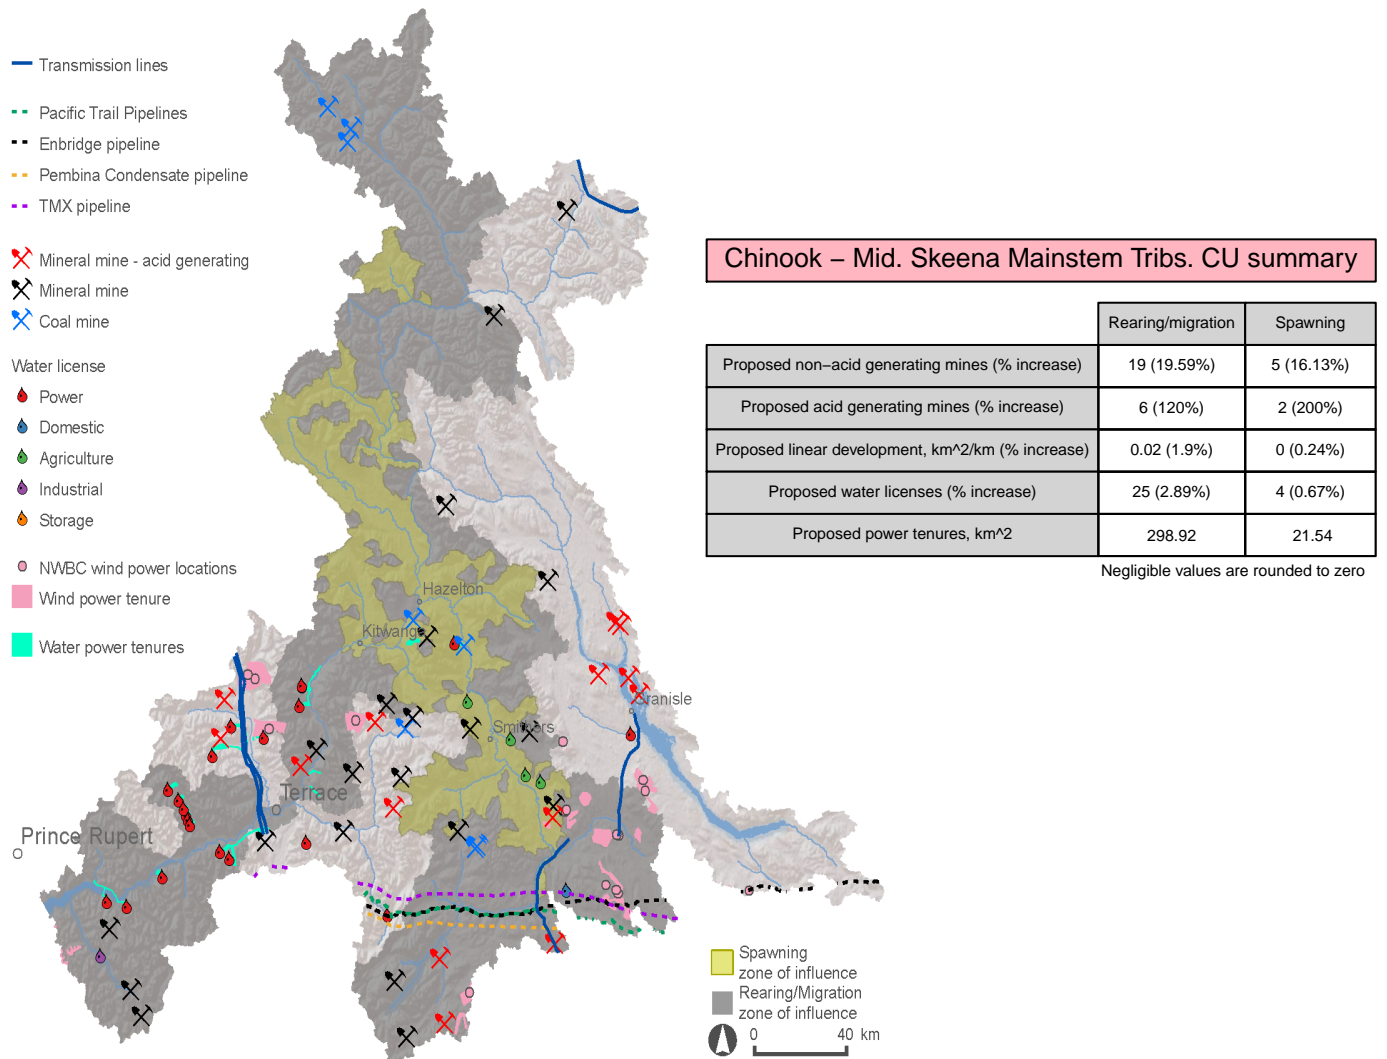 Transmission lines
Pacific Trail Pipelines
Enbridge pipeline
Pembina Condensate pipeline
TMX pipeline
Mineral mine - acid generating
Mineral mine
Coal mine
Water license
Power
Domestic
Agriculture
Industrial
Storage
NWBC wind power locations
Wind power tenure
Water power tenures
Chinook – Mid. Skeena Mainstem Tribs. CU summary
Rearing/migration Spawning
Proposed non–acid generating mines (% increase) 19 (19.59%) 5 (16.13%)
Proposed acid generating mines (% increase) 6 (120%) 2 (200%)
Proposed linear development, km^2/km (% increase) 0.02 (1.9%) 0 (0.24%)
Proposed water licenses (% increase) 25 (2.89%) 4 (0.67%)
Proposed power tenures, km^2 298.92 21.54
Negligible values are rounded to zero
Hazelton
Granisle
Terrace
Prince Rupert
Spawning
zone of influence
Rearing/Migration
zone of influence
0 40 km